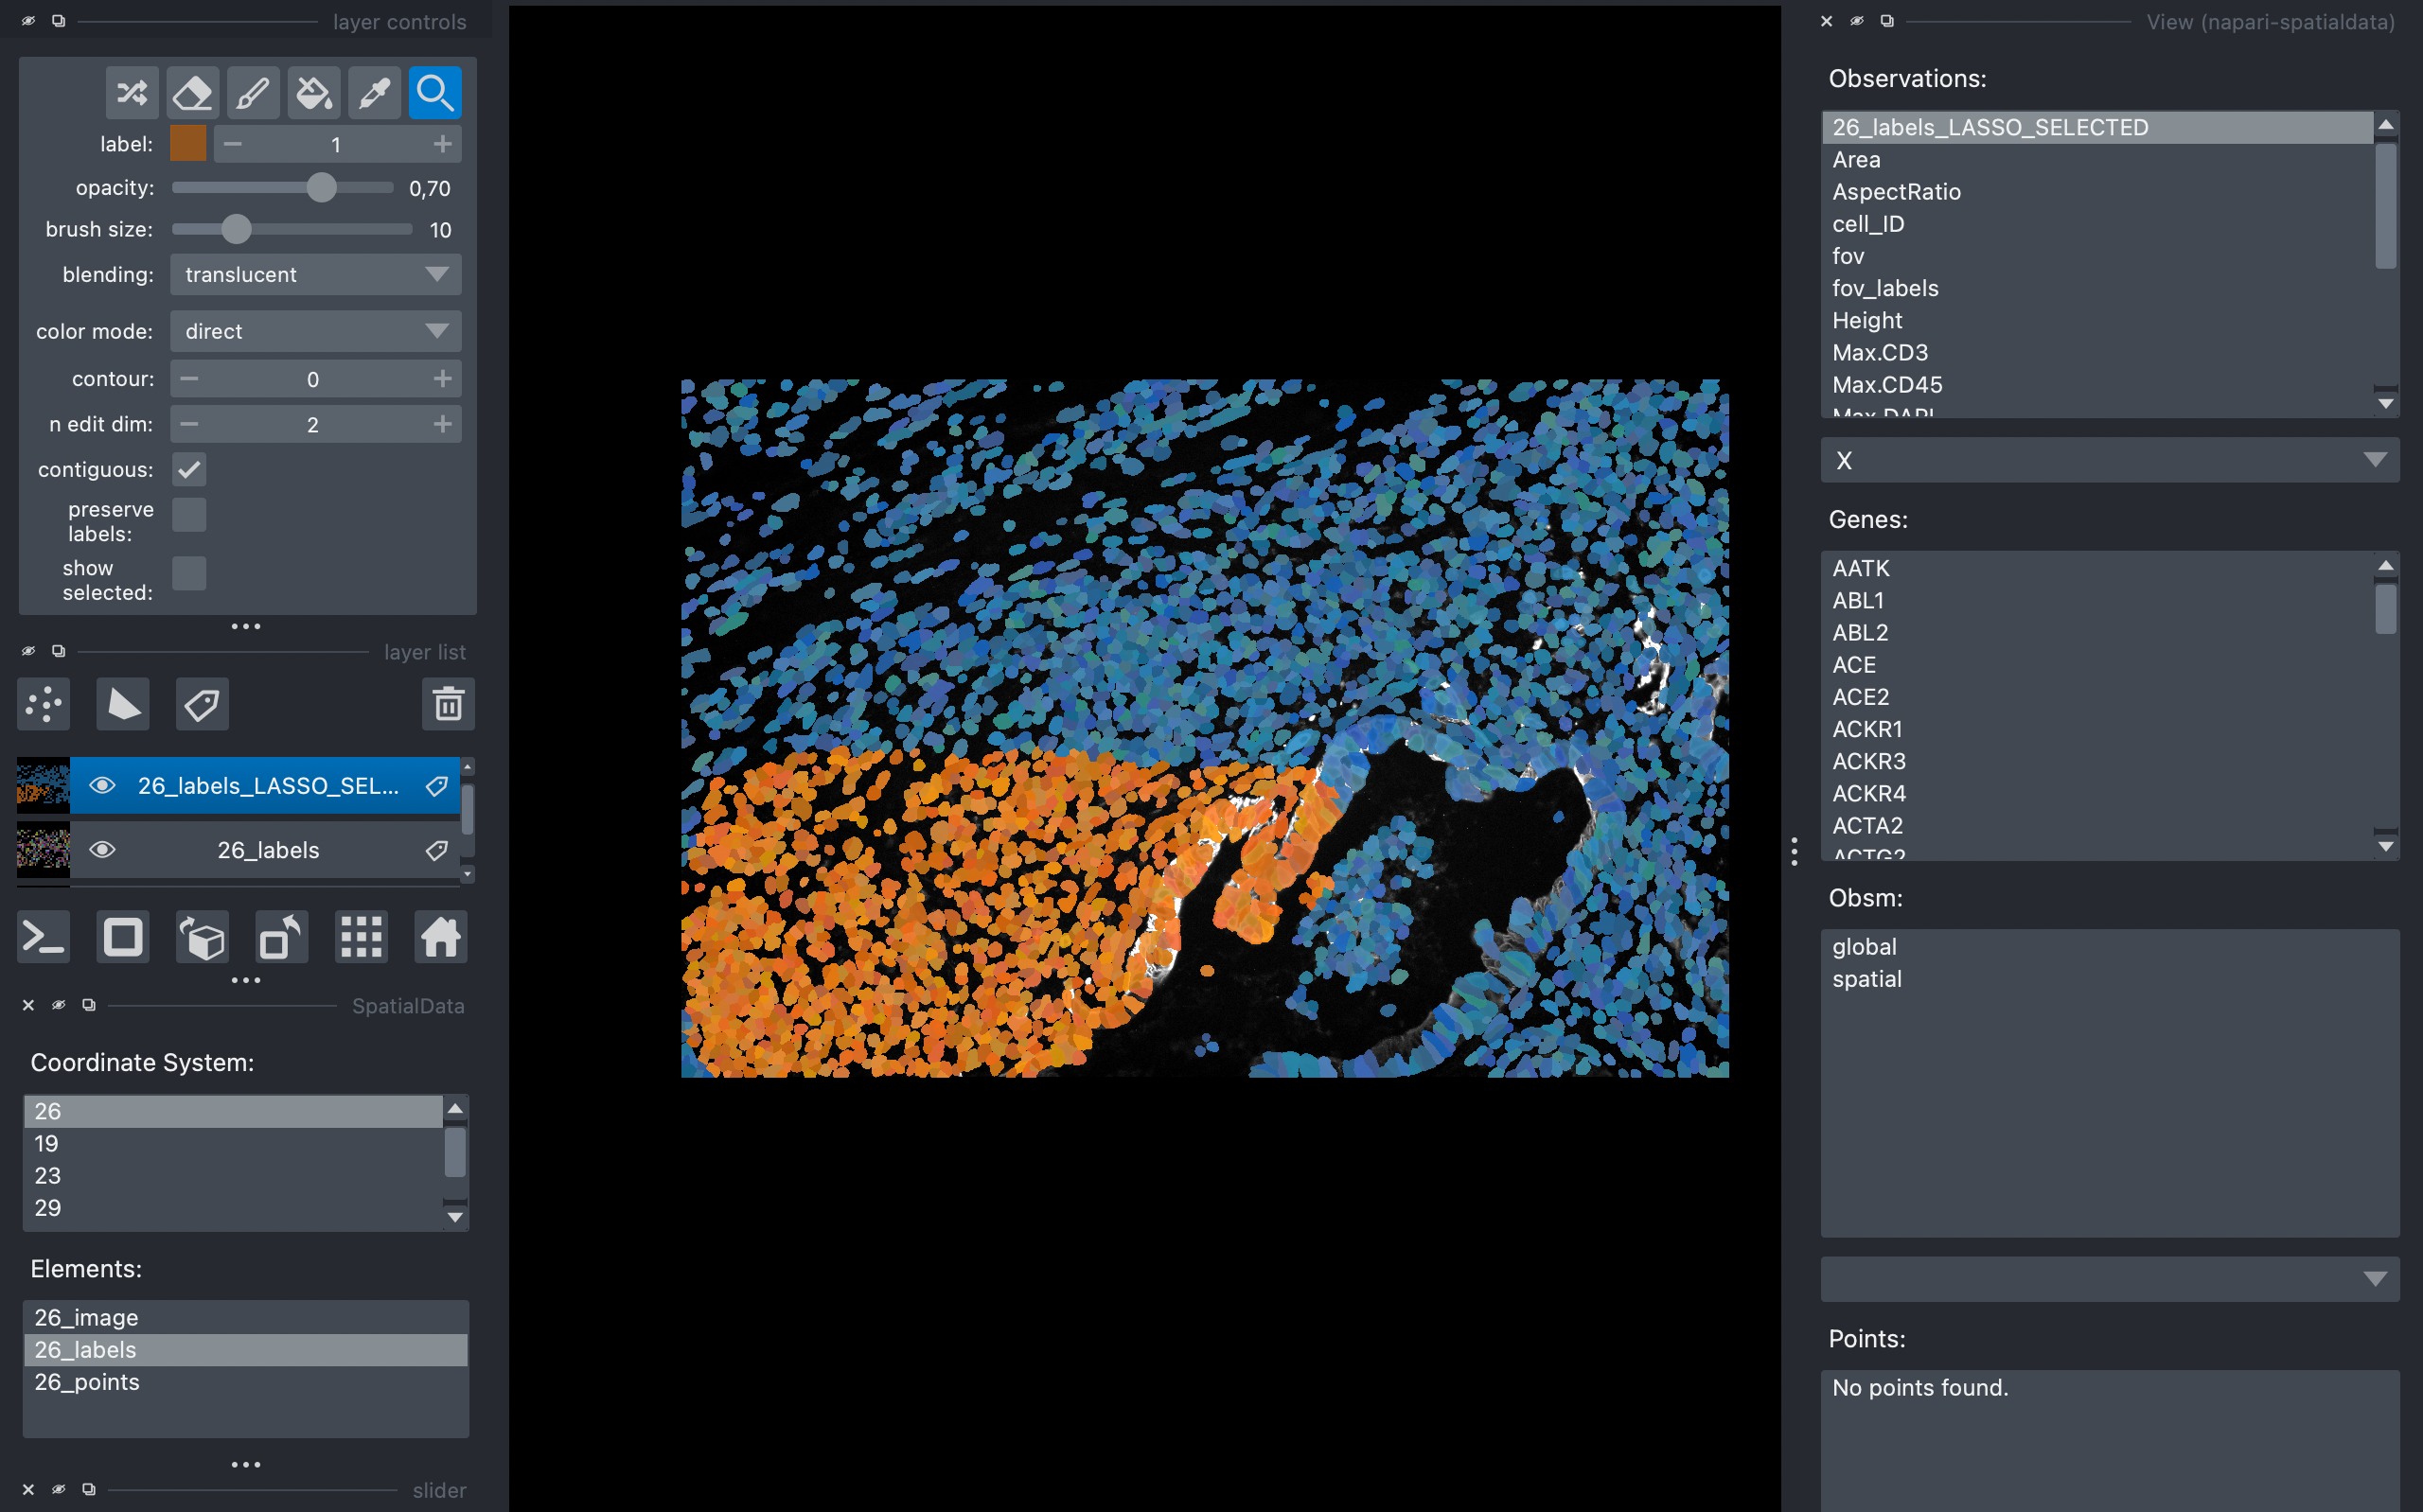 layer controls
label: 1
opacity: 0,70
brush size: 10
blending: translucent
color mode: direct
contour: 0
n edit dim: 2
contiguous:
preserve
labels:
show
selected:
layer list
26_labels_LASSO_SEL...
26_labels
SpatialData
Coordinate System:
26
19
23
29
Elements:
26_image
26_labels
26_points
slider
View (napari-spatialdata)
Observations:
26_labels_LASSO_SELECTED
Area
AspectRatio
cell_ID
fov
fov_labels
Height
Max.CD3
Max.CD45
Max.DAPI
X
Genes:
AATK
ABL1
ABL2
ACE
ACE2
ACKR1
ACKR3
ACKR4
ACTA2
ACTG2
Obsm:
global
spatial
Points:
No points found.